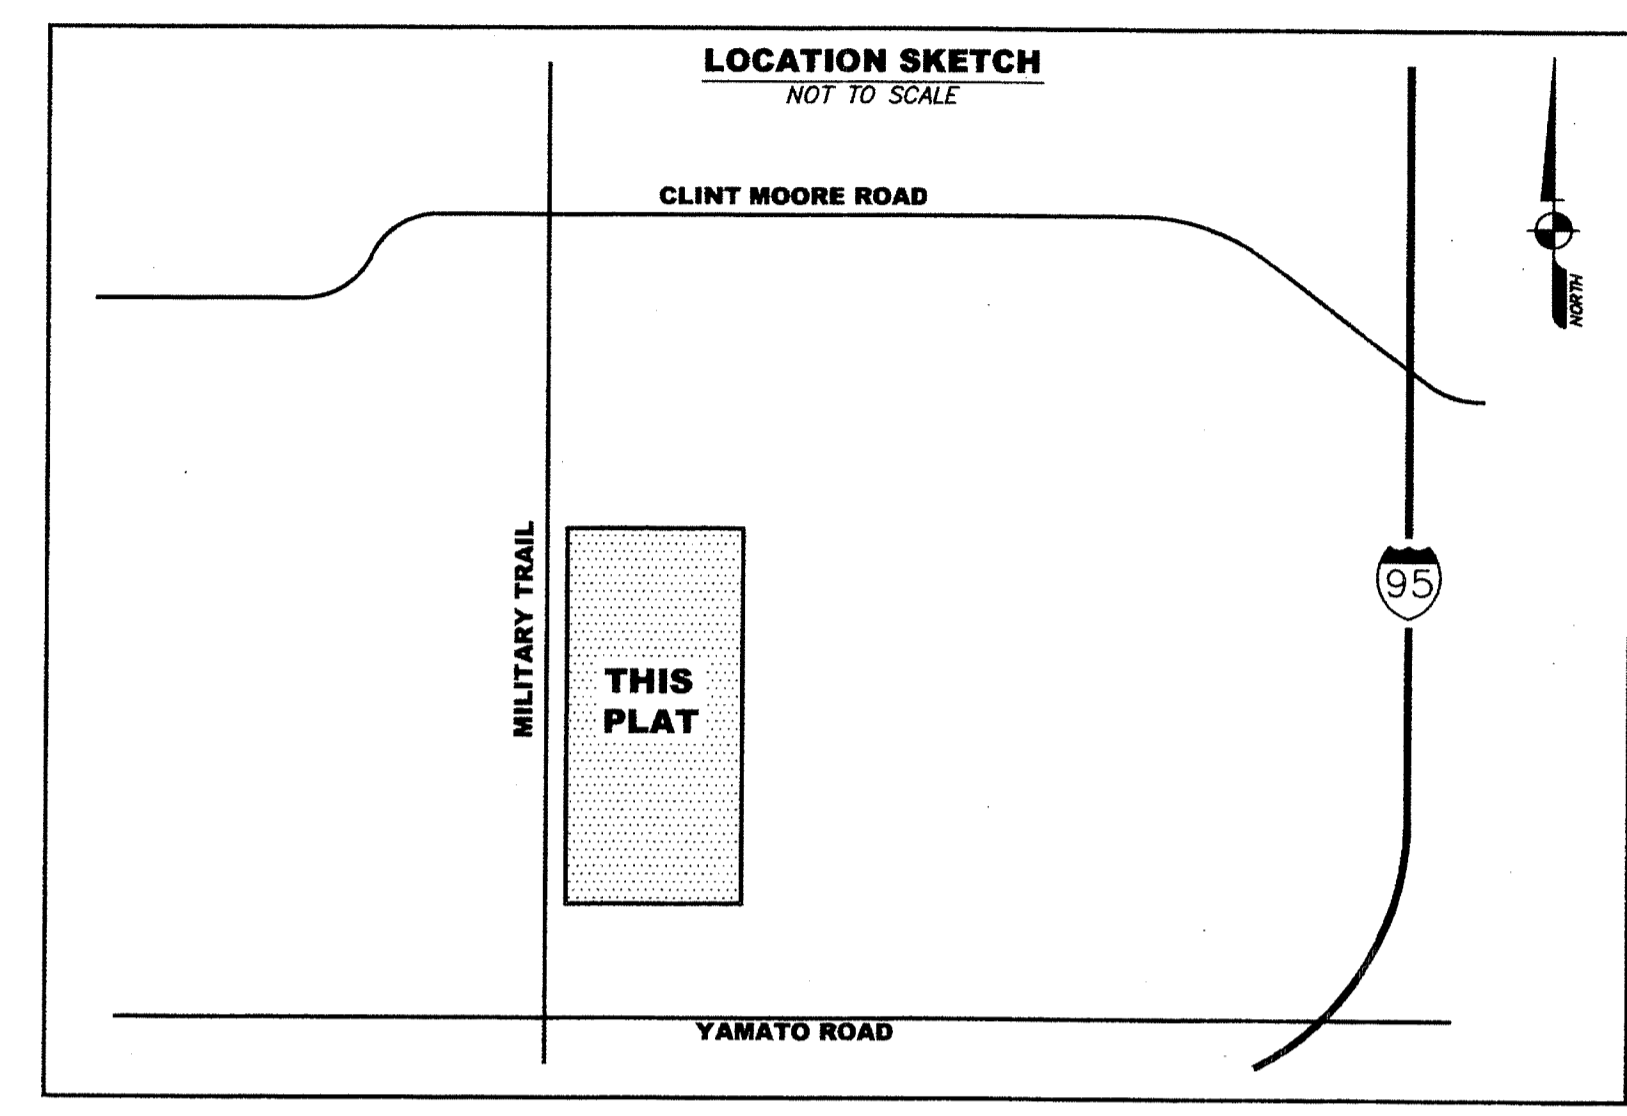 LOCATION SKETCH
NOT TO SCALE
CLINT MOORE ROAD
NORTH
MILITARY TRAIL
95
THIS
PLAT
YAMATO ROAD